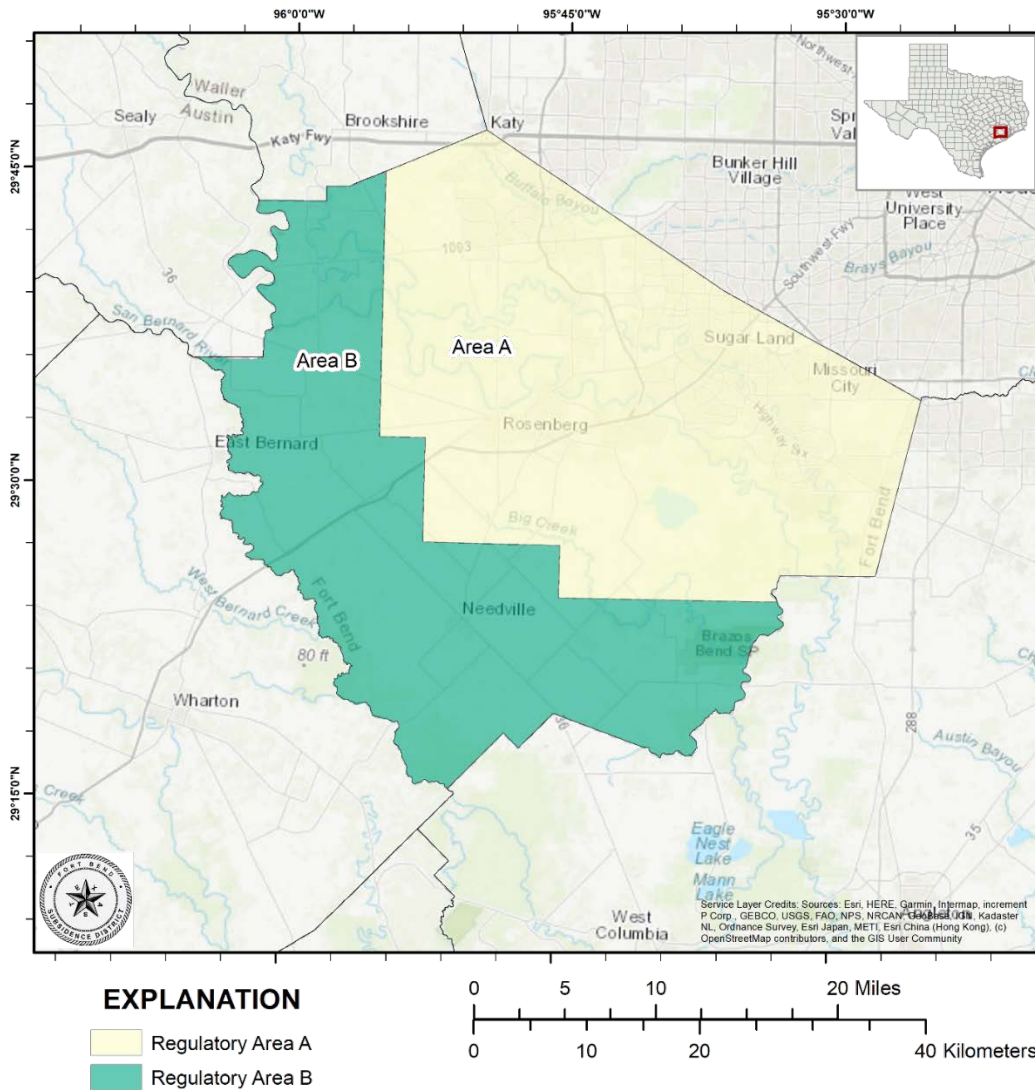 96°0'0"W
95°45'0"W
95°30'0"W
29°45'0"N
29°30'0"N
29°15'0"N
Waller
Austin
Sealy
Katy Fwy
Brookshire
Katy
Bunker Hill
Village
West
University
Place
Buffalo Bayou
Southwest-Fwy
Brays Bayou
36
1093
San Bernard River
Area B
Area A
Sugar Land
Missouri
City
Rosenberg
Highway Six
East Bernard
Big Creek
Fort Bend
West Bernard Creek
Fort Bend
Needville
Brazos
Bend SP
80 ft
Wharton
36
288
Austin Bayou
Creek
35
Eagle
Nest
Lake
Mann
Lake
West
Columbia
FORT BEND
SUBSIDENCE DISTRICT
TEXAS
Service Layer Credits: Sources: Esri, HERE, Garmin, Intermap, increment
P Corp., GEBCO, USGS, FAO, NPS, NRCAN, GeoBase, IGN, Kadaster
NL, Ordnance Survey, Esri Japan, METI, Esri China (Hong Kong), (c)
OpenStreetMap contributors, and the GIS User Community
EXPLANATION
Regulatory Area A
Regulatory Area B
0 5 10 20 Miles
0 10 20 40 Kilometers